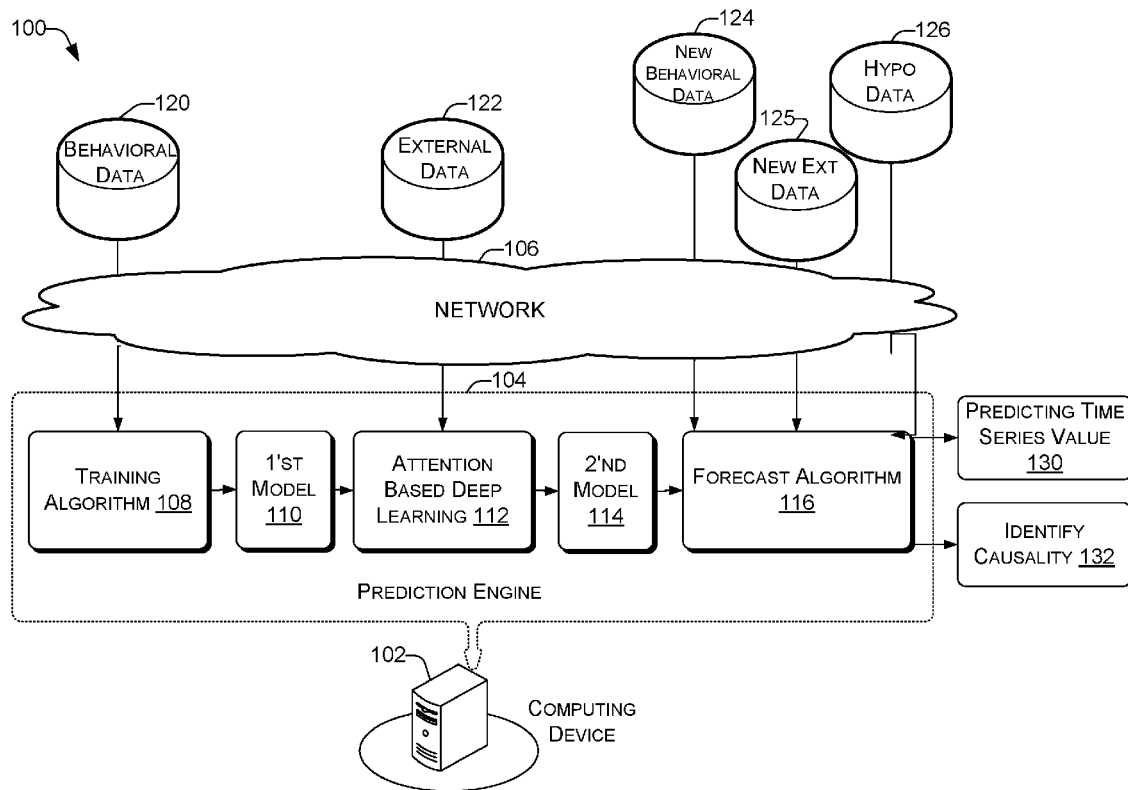 100
124
126
NEW
BEHAVIORAL
DATA
HYPO
DATA
120
122
125
BEHAVIORAL
DATA
EXTERNAL
DATA
NEW EXT
DATA
106
NETWORK
104
TRAINING
ALGORITHM 108
1'ST
MODEL
110
ATTENTION
BASED DEEP
LEARNING 112
2'ND
MODEL
114
FORECAST ALGORITHM
116
PREDICTING TIME
SERIES VALUE
130
IDENTIFY
CAUSALITY 132
PREDICTION ENGINE
102
COMPUTING
DEVICE